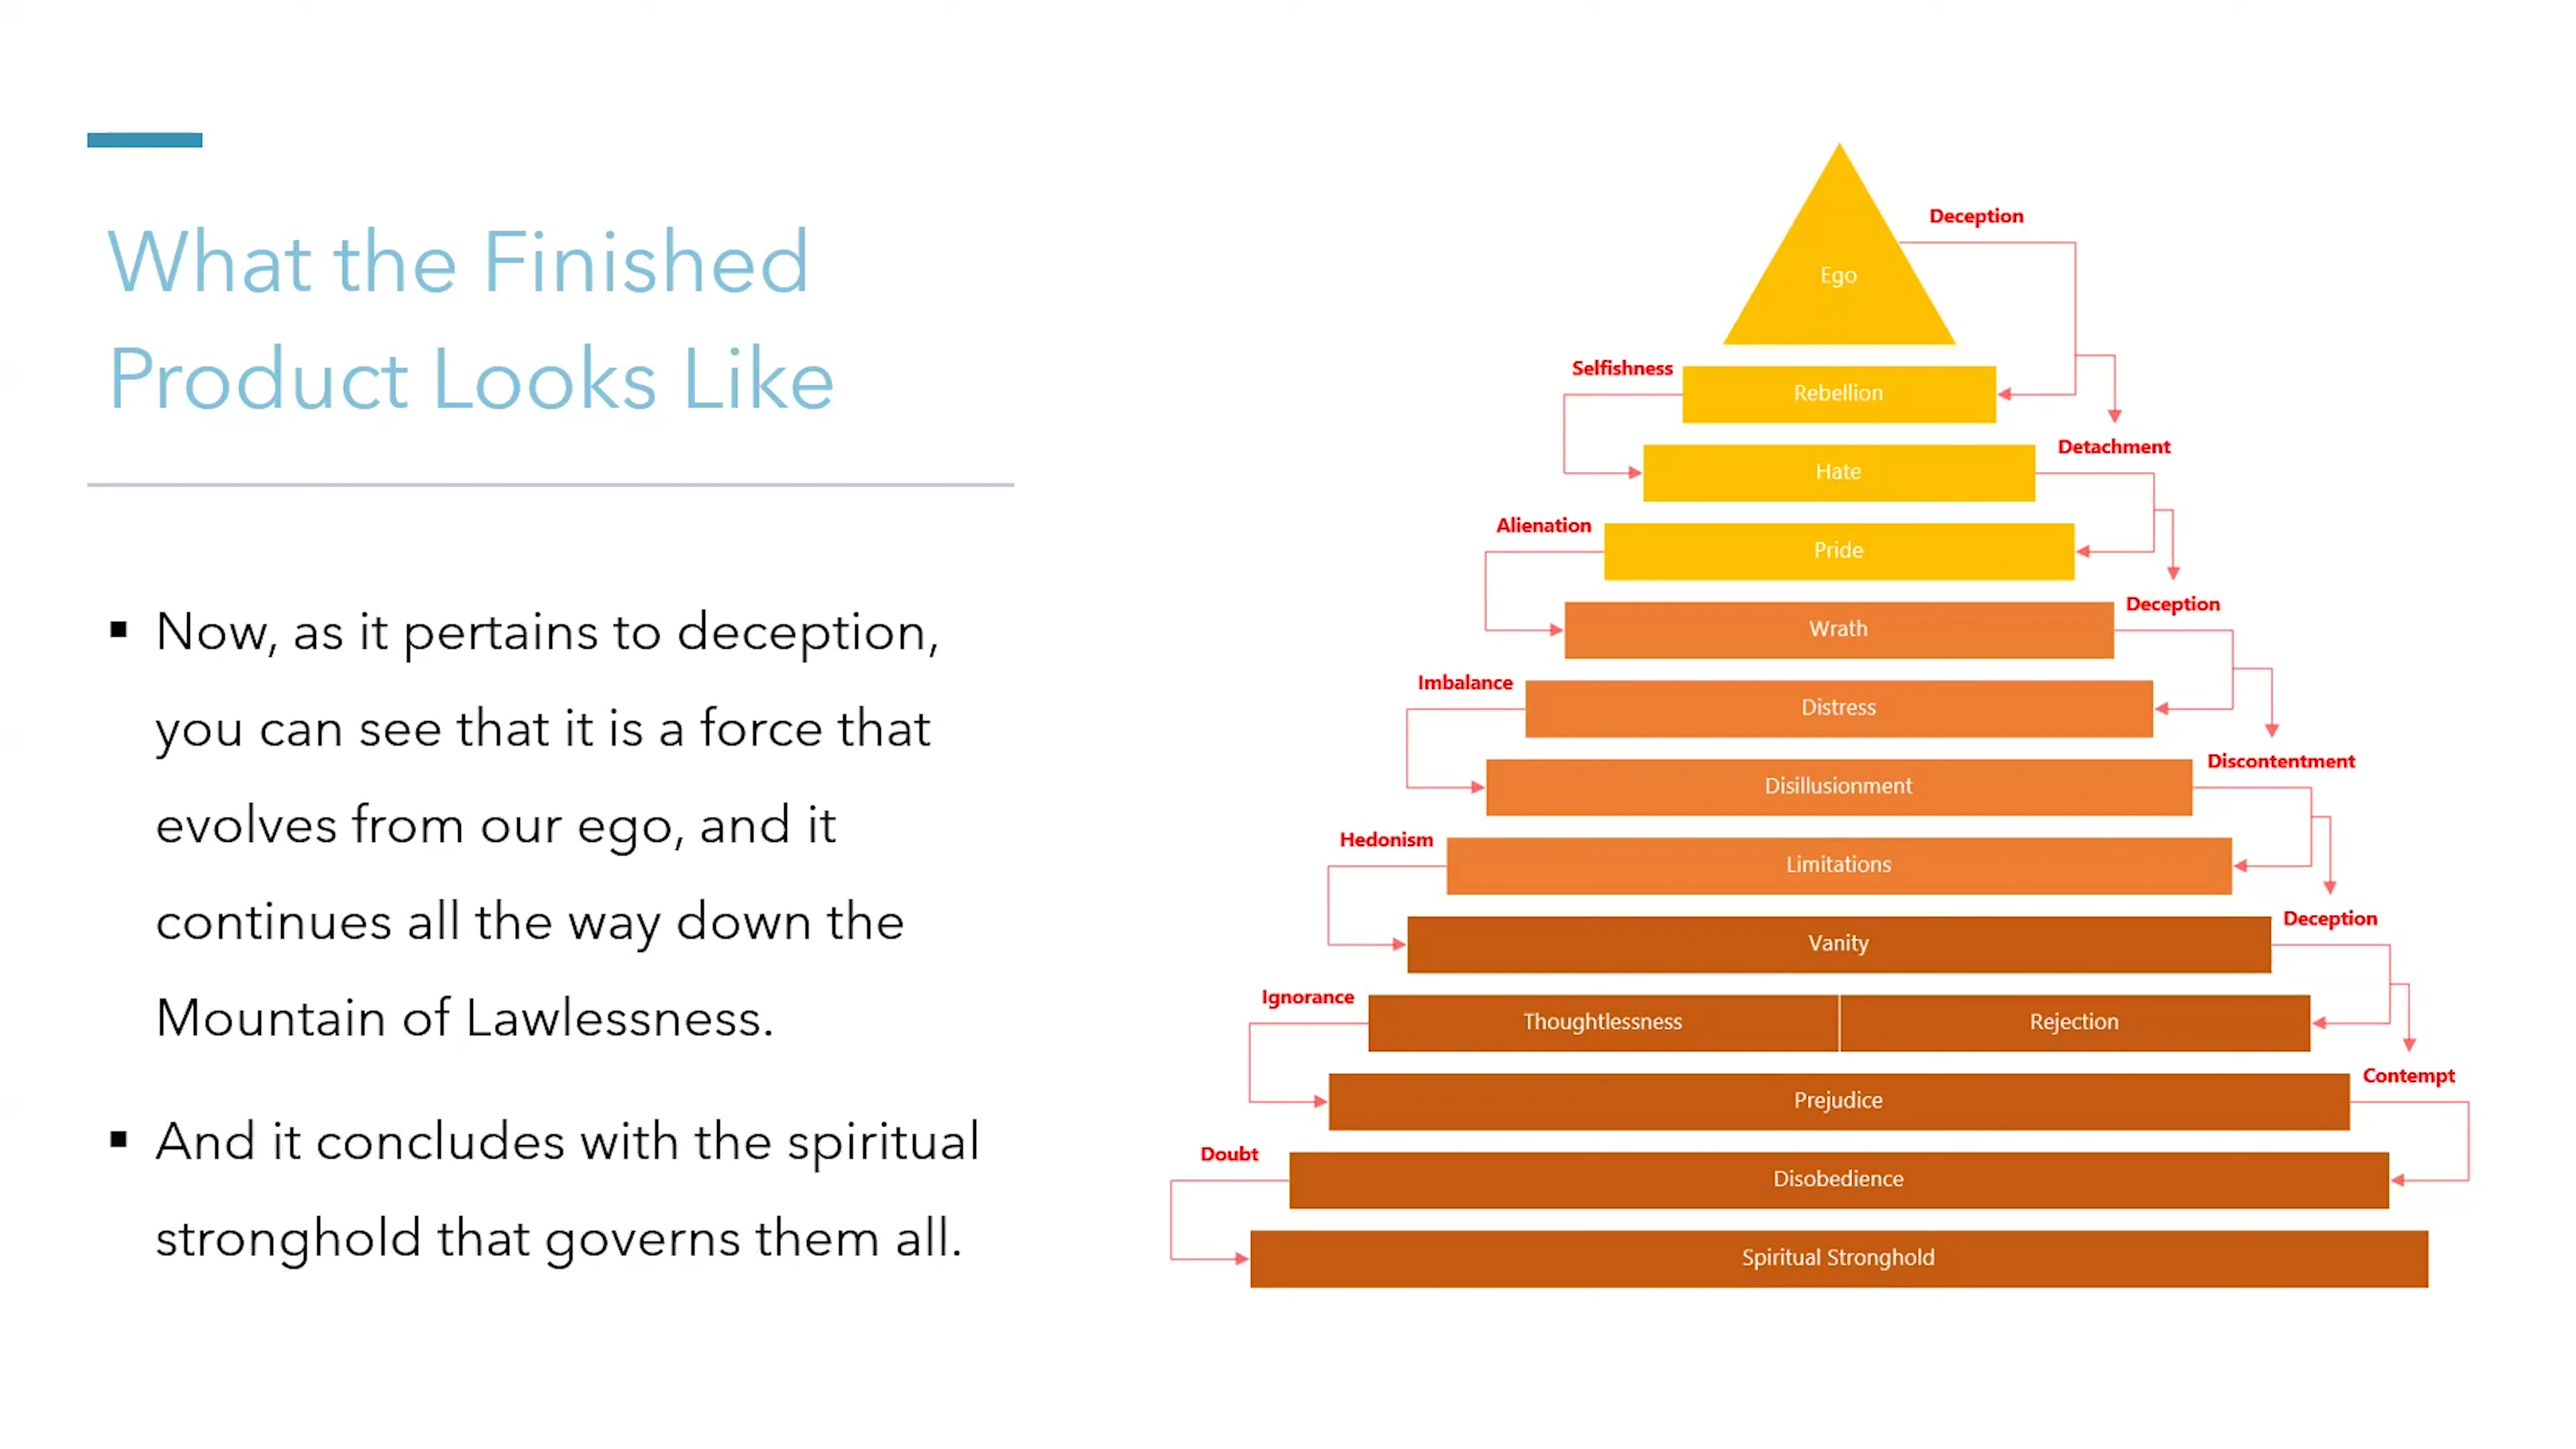 What the Finished
Product Looks Like
▪ Now, as it pertains to deception,
you can see that it is a force that
evolves from our ego, and it
continues all the way down the
Mountain of Lawlessness.
▪ And it concludes with the spiritual
stronghold that governs them all.
Deception
Ego
Selfishness
Rebellion
Detachment
Hate
Alienation
Pride
Deception
Wrath
Imbalance
Distress
Discontentment
Disillusionment
Hedonism
Limitations
Deception
Vanity
Ignorance
Thoughtlessness
Rejection
Contempt
Prejudice
Doubt
Disobedience
Spiritual Stronghold